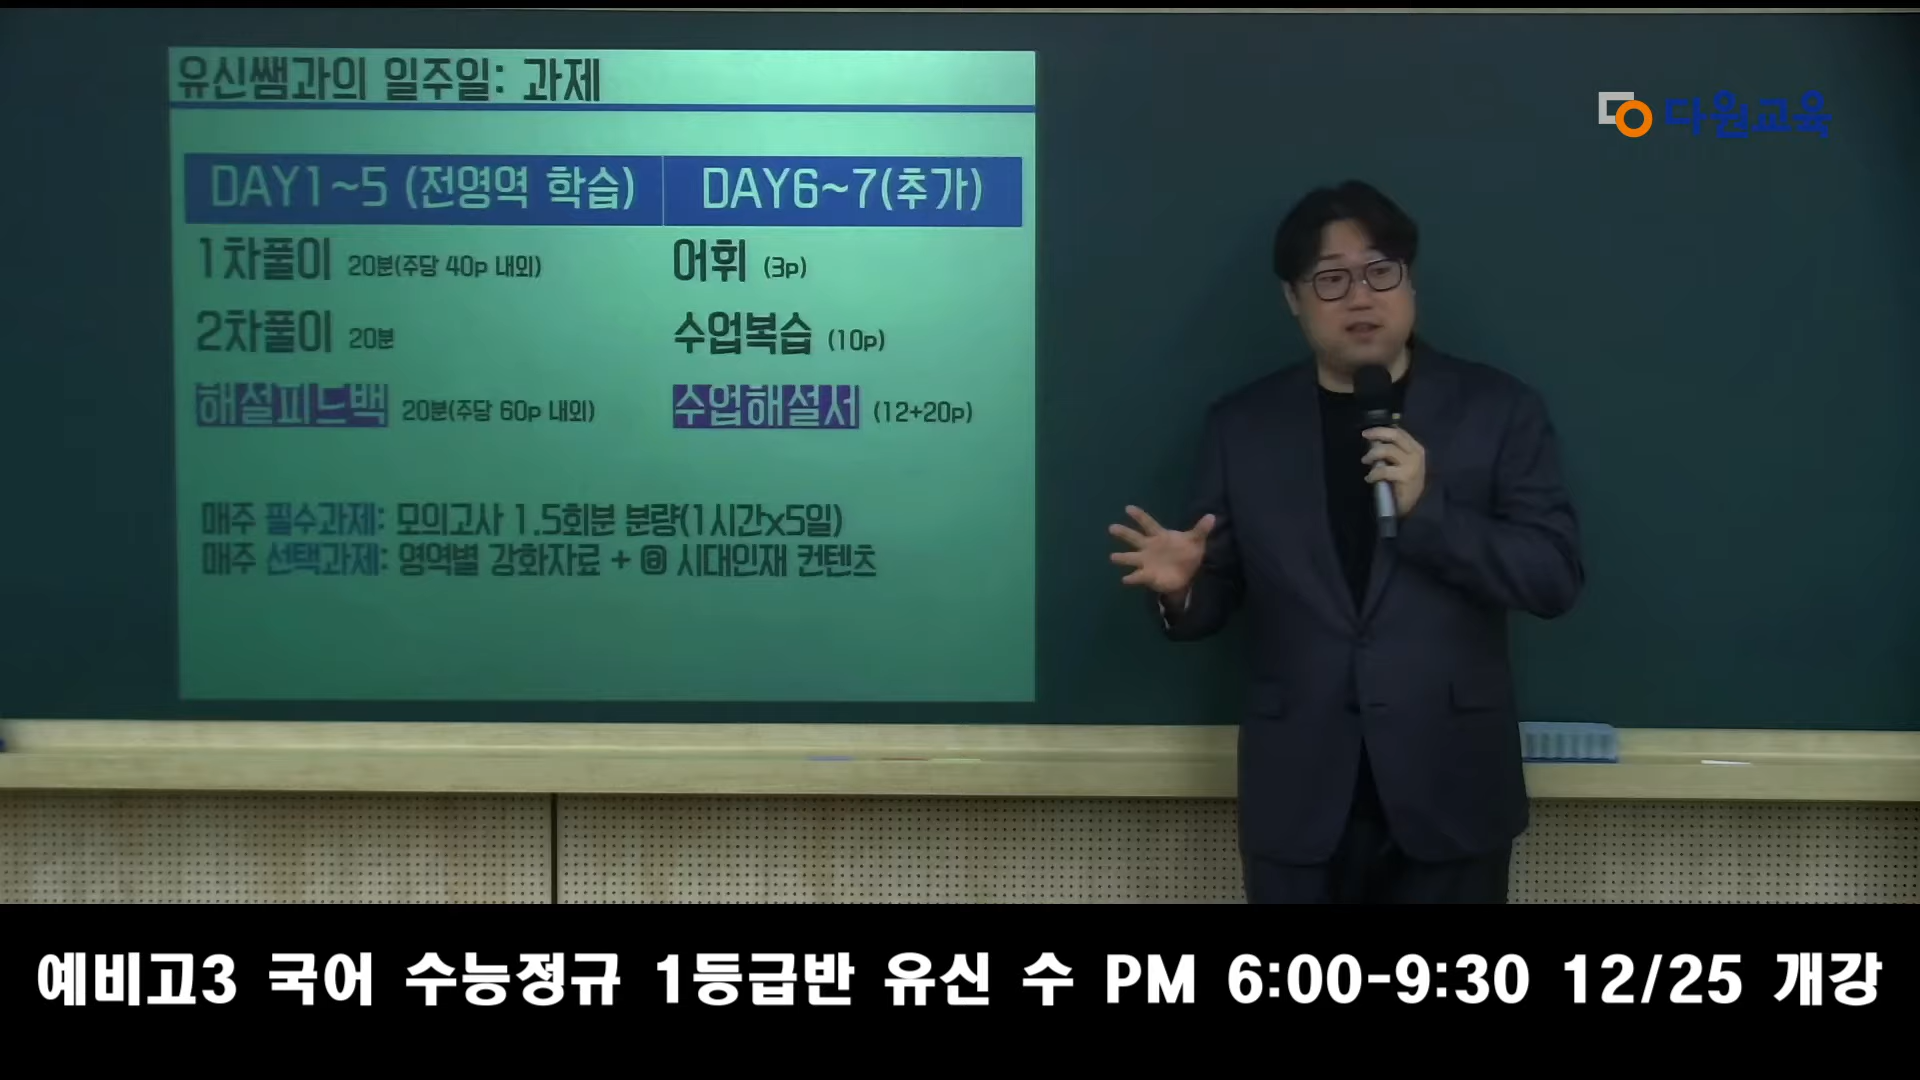 유신쌤과의 일주일: 과제
다원교육
DAY1~5 (전영역 학습)
DAY6~7(추가)
1차풀이 20분(주당 40p 내외)
어휘 (3p)
2차풀이 20분
수업복습 (10p)
해설피드백 20분(주당 60p 내외)
수업해설서 (12+20p)
매주 필수과제: 모의고사 1.5회분 분량(1시간x5일)
매주 선택과제: 영역별 강화자료 + @ 시대인재 컨텐츠
예비고3 국어 수능정규 1등급반 유신 수 PM 6:00-9:30 12/25 개강